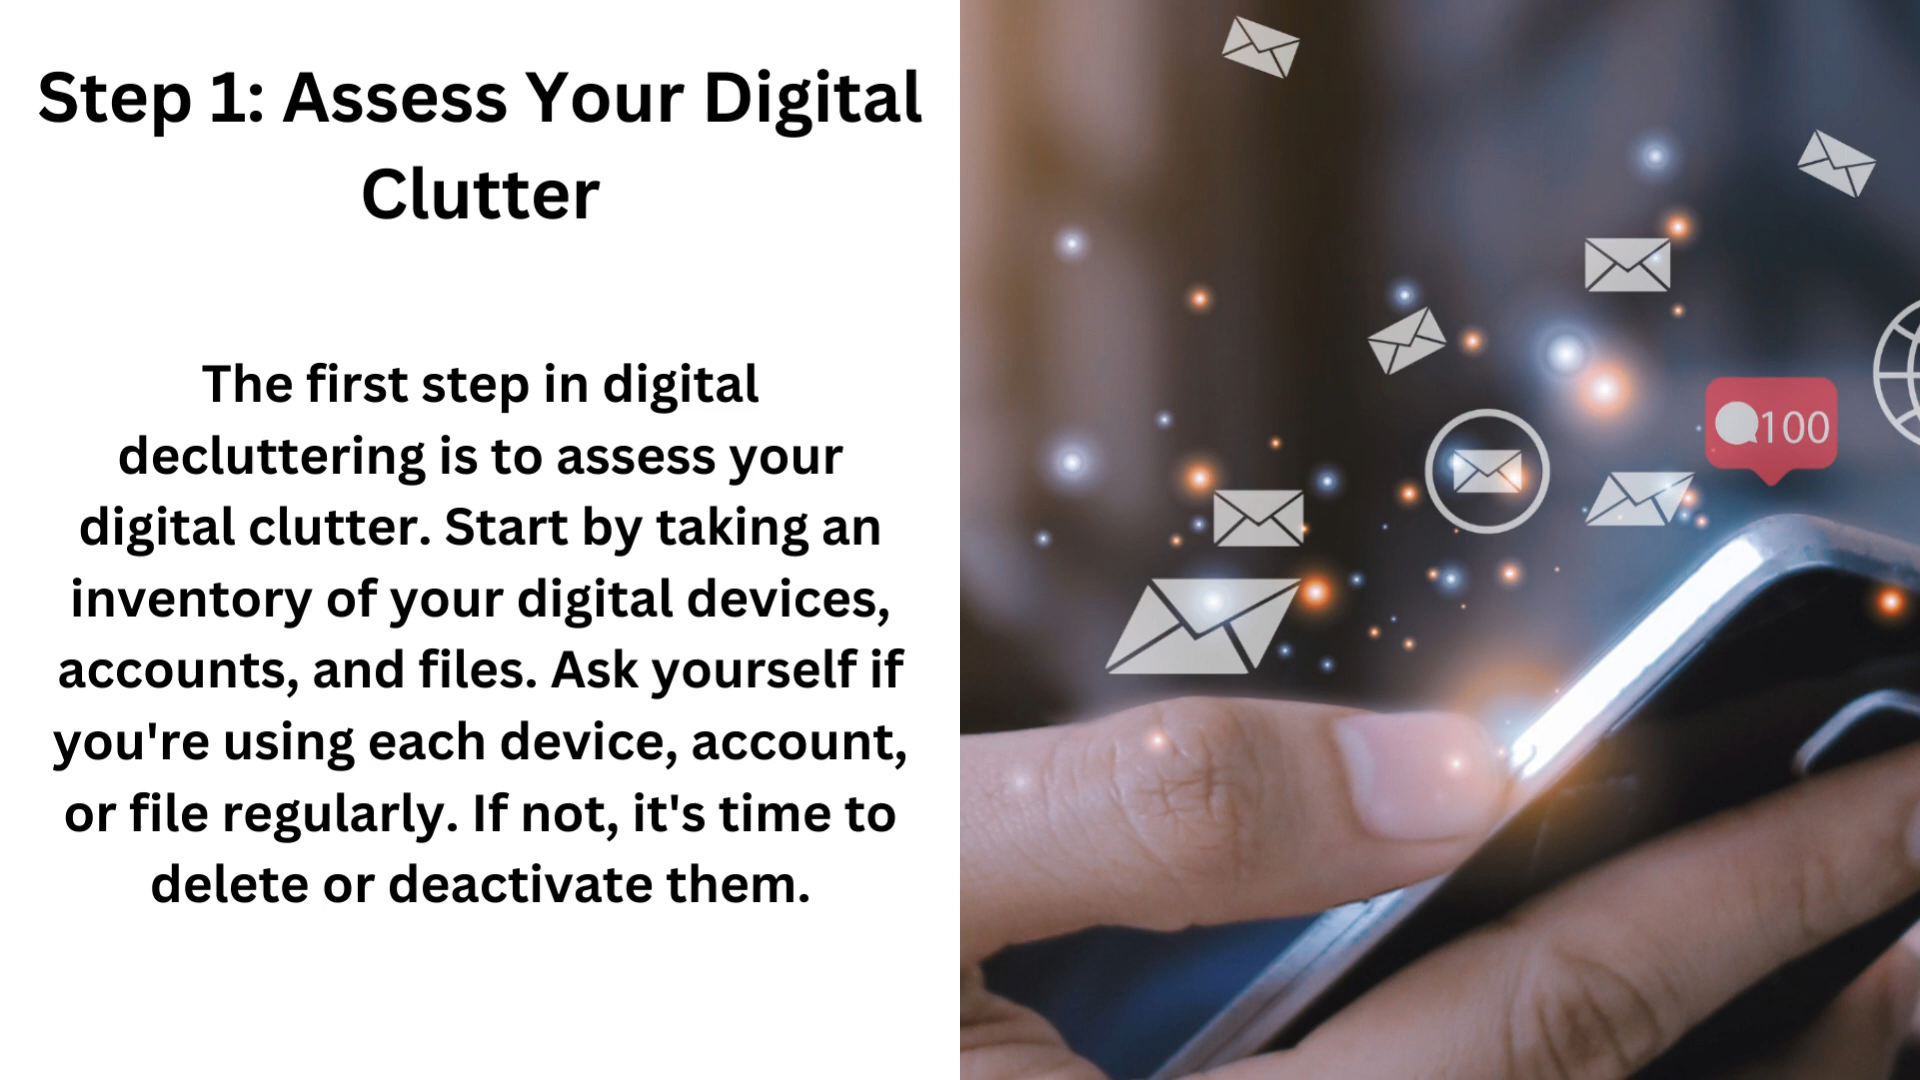 Step 1: Assess Your Digital
Clutter
The first step in digital
decluttering is to assess your
digital clutter. Start by taking an
inventory of your digital devices,
accounts, and files. Ask yourself if
you're using each device, account,
or file regularly. If not, it's time to
delete or deactivate them.
100